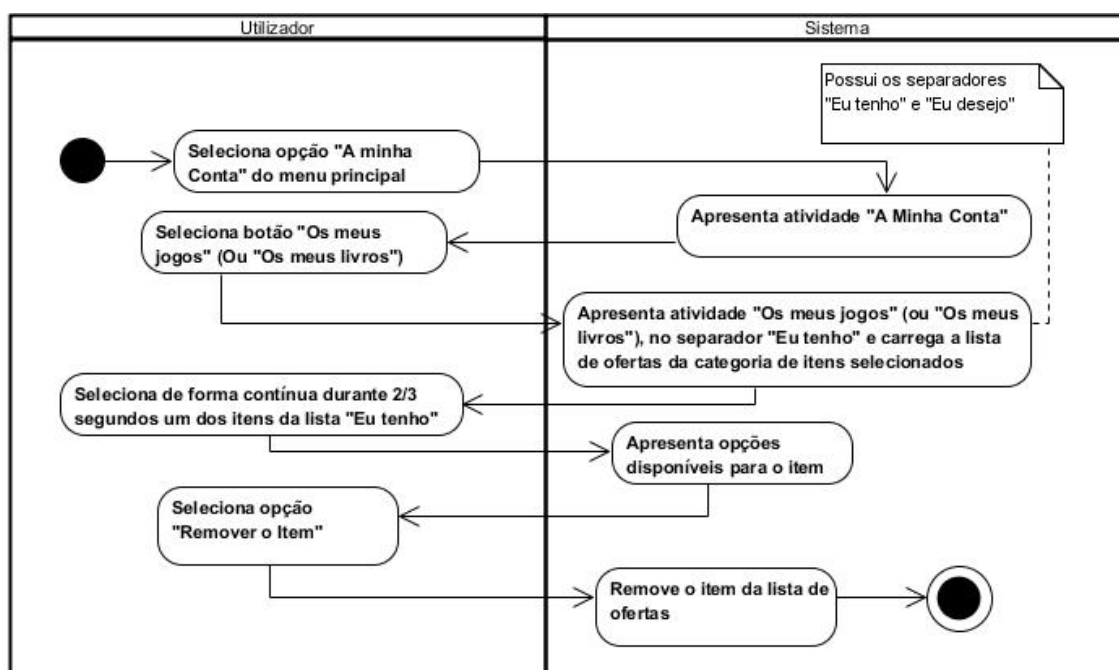 Utilizador
Sistema
Possui os separadores
"Eu tenho" e "Eu desejo"
Seleciona opção "A minha
Conta" do menu principal
Apresenta atividade "A Minha Conta"
Seleciona botão "Os meus
jogos" (Ou "Os meus livros")
Apresenta atividade "Os meus jogos" (ou "Os meus
livros"), no separador "Eu tenho" e carrega a lista
de ofertas da categoria de itens selecionados
Seleciona de forma contínua durante 2/3
segundos um dos itens da lista "Eu tenho"
Apresenta opções
disponíveis para o item
Seleciona opção
"Remover o Item"
Remove o item da lista de
ofertas